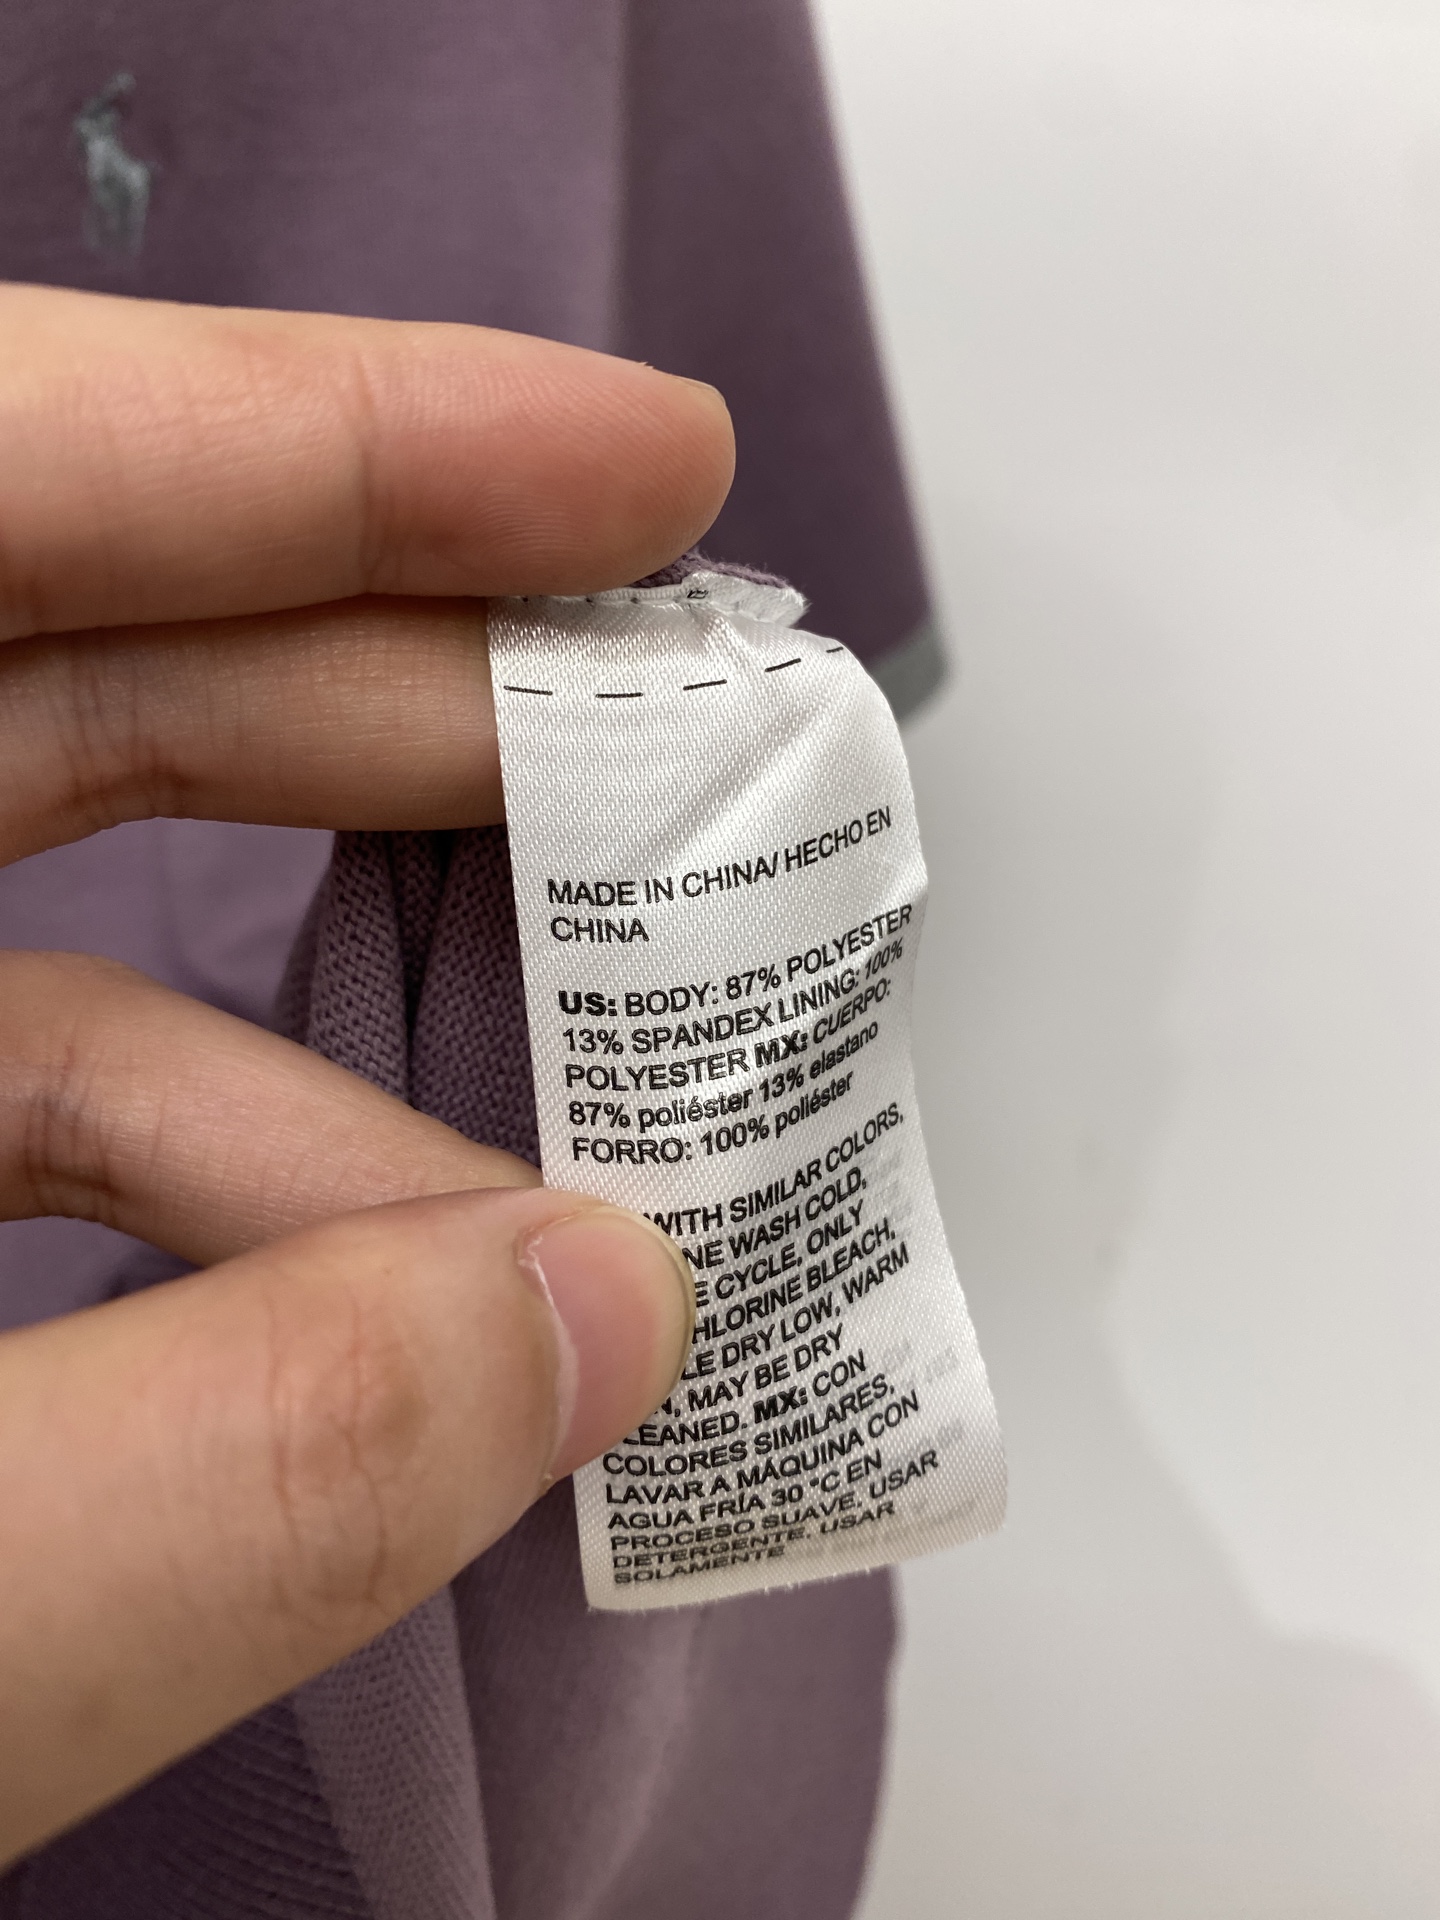 MADE IN CHINA/ HECHO EN
CHINA
US: BODY: 87% POLYESTER
13% SPANDEX LINING: 100%
POLYESTER MX: CUERPO:
87% poliéster 13% elastano
FORRO: 100% poliéster
WITH SIMILAR COLORS,
NE WASH COLD,
E CYCLE, ONLY
HLORINE BLEACH,
LE DRY LOW, WARM
N, MAY BE DRY
LEANED. MX: CON
COLORES SIMILARES,
LAVAR A MÁQUINA CON
AGUA FRÍA 30 °C EN
PROCESO SUAVE, USAR
DETERGENTE, USAR
SOLAMENTE